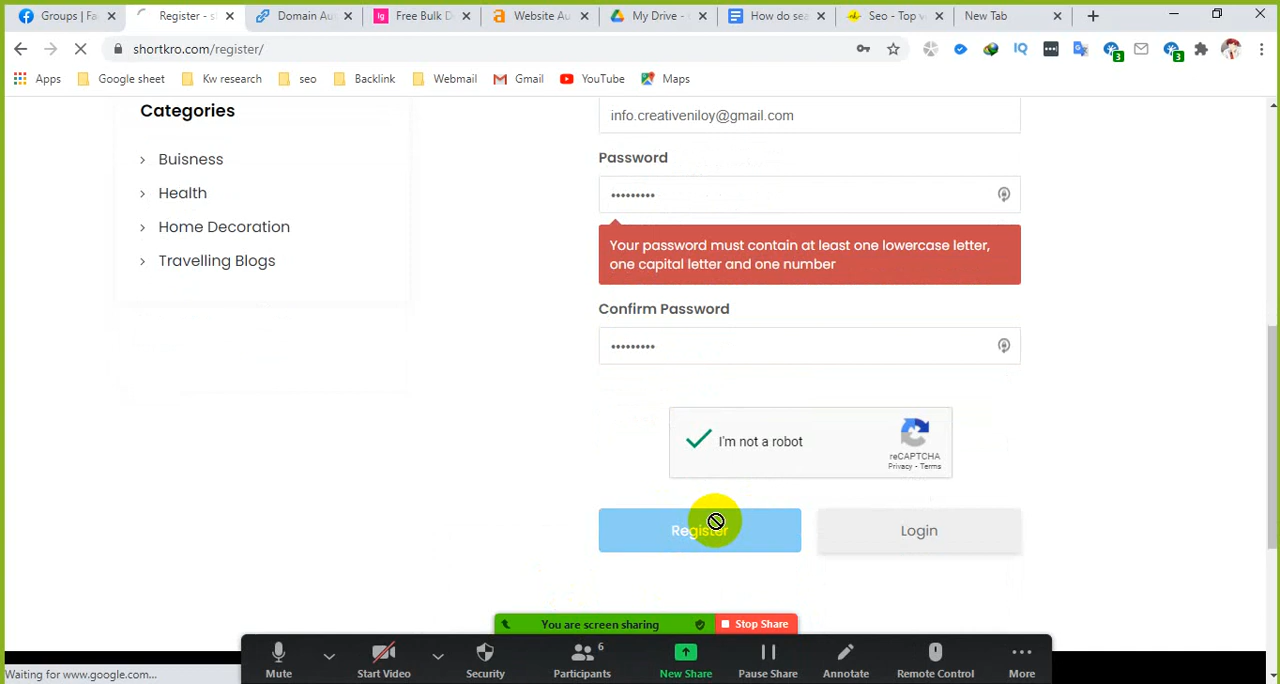 Groups | Fa
Register - s
Domain Au
Free Bulk D
Website Au
My Drive -
How do sea
Seo - Top v
New Tab
shortkro.com/register/
IQ
3
3
Apps
Google sheet
Kw research
seo
Backlink
Webmail
Gmail
YouTube
Maps
Categories
Buisness
Health
Home Decoration
Travelling Blogs
info.creativeniloy@gmail.com
Password
•••••••••
Your password must contain at least one lowercase letter,
one capital letter and one number
Confirm Password
•••••••••
I'm not a robot
reCAPTCHA
Privacy - Terms
Register
Login
You are screen sharing
Stop Share
6
Mute
Start Video
Security
Participants
New Share
Pause Share
Annotate
Remote Control
More
Waiting for www.google.com...